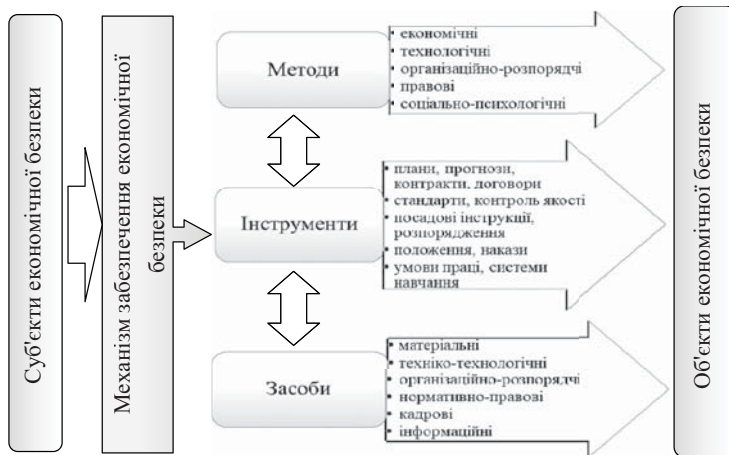 Суб'єкти економічної безпеки
Механізм забезпечення економічної
безпеки
Методи
економічні
технологічні
організаційно-розпорядчі
правові
соціально-психологічні
Інструменти
плани, прогнози,
контракти, договори
стандарти, контроль якості
посадові інструкції,
розпорядження
положення, накази
умови праці, системи
навчання
Засоби
матеріальні
техніко-технологічні
організаційно-розпорядчі
нормативно-правові
кадрові
інформаційні
Об'єкти економічної безпеки